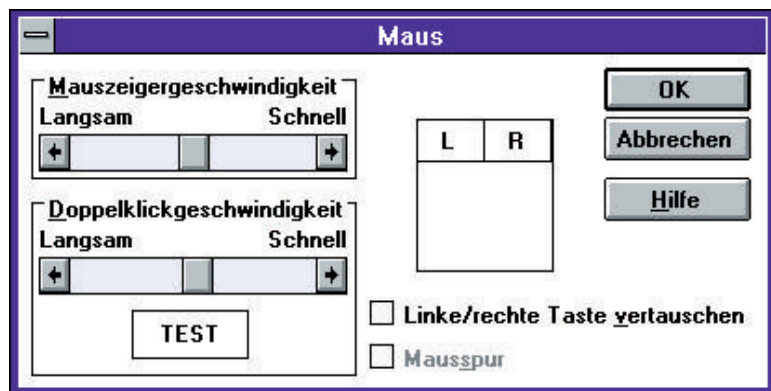 Maus
Mauszeigergeschwindigkeit
Langsam Schnell
Doppelklickgeschwindigkeit
Langsam Schnell
TEST
L R
Linke/rechte Taste vertauschen
Mausspur
OK
Abbrechen
Hilfe